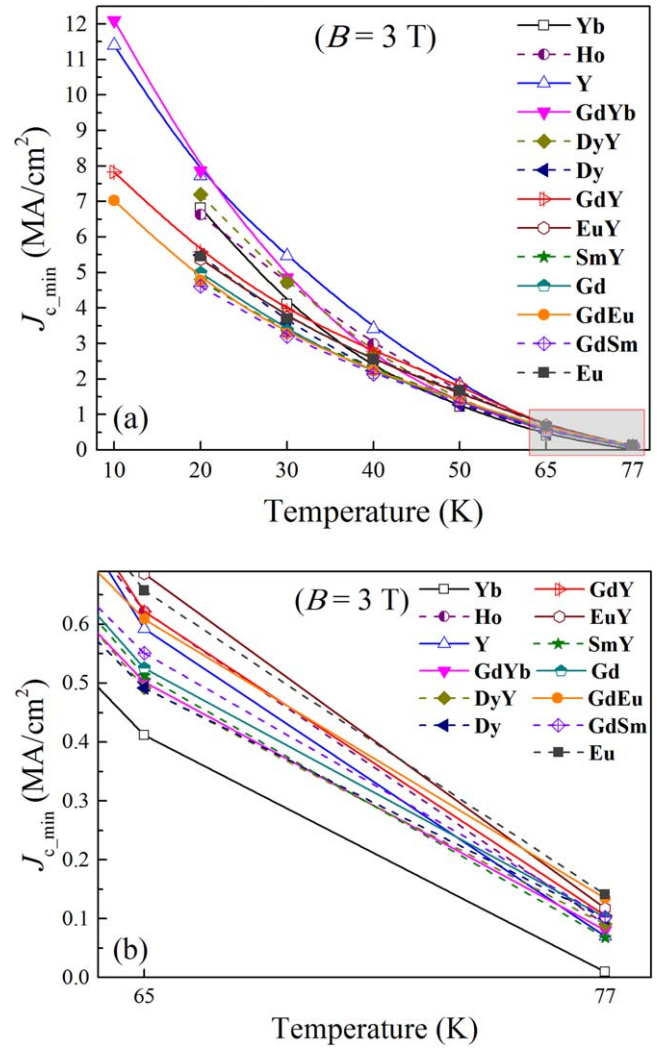 (B = 3 T)
Yb
Ho
Y
GdYb
DyY
Dy
GdY
EuY
SmY
Gd
GdEu
GdSm
Eu
12
11
10
9
8
7
6
5
4
3
2
1
0
J_c_min (MA/cm²)
(a)
10 20 30 40 50 65 77
Temperature (K)
(B = 3 T)
Yb GdY
Ho EuY
Y SmY
GdYb Gd
DyY GdEu
Dy GdSm
Eu
0.6
0.5
0.4
0.3
0.2
0.1
0.0
J_c_min (MA/cm²)
(b)
65 77
Temperature (K)